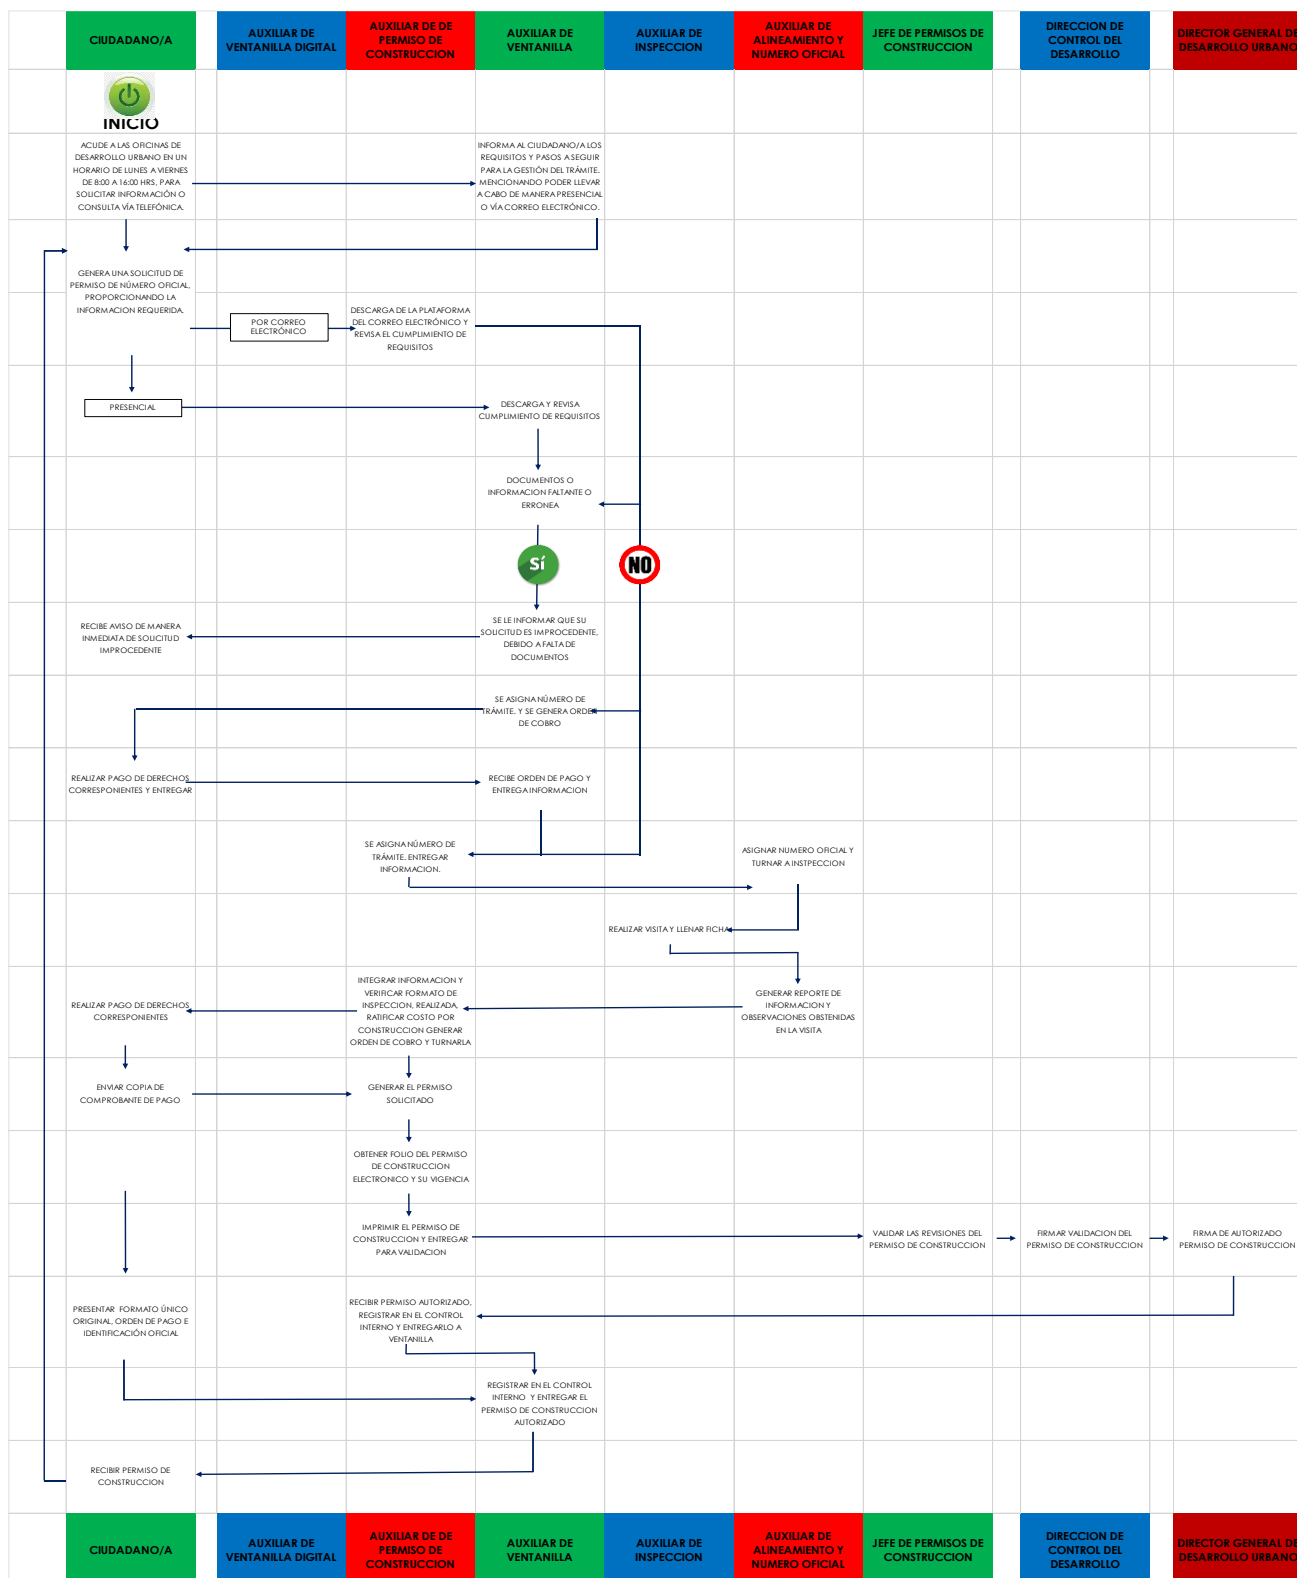 CIUDADANO/A
AUXILIAR DE
VENTANILLA DIGITAL
AUXILIAR DE DE
PERMISO DE
CONSTRUCCION
AUXILIAR DE
VENTANILLA
AUXILIAR DE
INSPECCION
AUXILIAR DE
ALINEAMIENTO Y
NUMERO OFICIAL
JEFE DE PERMISOS DE
CONSTRUCCION
DIRECCION DE
CONTROL DEL
DESARROLLO
DIRECTOR GENERAL DE
DESARROLLO URBANO
INICIO
ACUDE A LAS OFICINAS DE
DESARROLLO URBANO EN UN
HORARIO DE LUNES A VIERNES
DE 8:00 A 16:00 HRS, PARA
SOLICITAR INFORMACIÓN O
CONSULTA VÍA TELEFÓNICA.
INFORMA AL CIUDADANO/A LOS
REQUISITOS Y PASOS A SEGUIR
PARA LA GESTIÓN DEL TRÁMITE.
MENCIONANDO PODER LLEVAR
A CABO DE MANERA PRESENCIAL
O VÍA CORREO ELECTRÓNICO.
GENERA UNA SOLICITUD DE
PERMISO DE NÚMERO OFICIAL,
PROPORCIONANDO LA
INFORMACION REQUERIDA.
POR CORREO
ELECTRÓNICO
DESCARGA DE LA PLATAFORMA
DEL CORREO ELECTRÓNICO Y
REVISA EL CUMPLIMIENTO DE
REQUISITOS
PRESENCIAL
DESCARGA Y REVISA
CUMPLIMIENTO DE REQUISITOS
DOCUMENTOS O
INFORMACION FALTANTE O
ERRONEA
Sí
NO
RECIBE AVISO DE MANERA
INMEDIATA DE SOLICITUD
IMPROCEDENTE
SE LE INFORMAR QUE SU
SOLICITUD ES IMPROCEDENTE,
DEBIDO A FALTA DE
DOCUMENTOS
SE ASIGNA NÚMERO DE
TRÁMITE. Y SE GENERA ORDEN
DE COBRO
REALIZAR PAGO DE DERECHOS
CORRESPONDIENTES Y ENTREGAR
RECIBE ORDEN DE PAGO Y
ENTREGA INFORMACION
SE ASIGNA NÚMERO DE
TRÁMITE. ENTREGAR
INFORMACION.
ASIGNAR NUMERO OFICIAL Y
TURNAR A INSTPECCION
REALIZAR VISITA Y LLENAR FICHA
REALIZAR PAGO DE DERECHOS
CORRESPONDIENTES
INTEGRAR INFORMACION Y
VERIFICAR FORMATO DE
INSPECCION, REALIZADA,
RATIFICAR COSTO POR
CONSTRUCCION GENERAR
ORDEN DE COBRO Y TURNARLA
GENERAR REPORTE DE
INFORMACION Y
OBSERVACIONES OBSTENIDAS
EN LA VISITA
ENVIAR COPIA DE
COMPROBANTE DE PAGO
GENERAR EL PERMISO
SOLICITADO
OBTENER FOLIO DEL PERMISO
DE CONSTRUCCION
ELECTRONICO Y SU VIGENCIA
IMPRIMIR EL PERMISO DE
CONSTRUCCION Y ENTREGAR
PARA VALIDACION
VALIDAR LAS REVISIONES DEL
PERMISO DE CONSTRUCCION
FIRMAR VALIDACION DEL
PERMISO DE CONSTRUCCION
FIRMA DE AUTORIZADO
PERMISO DE CONSTRUCCION
PRESENTAR FORMATO ÚNICO
ORIGINAL, ORDEN DE PAGO E
IDENTIFICACIÓN OFICIAL
RECIBIR PERMISO AUTORIZADO,
REGISTRAR EN EL CONTROL
INTERNO Y ENTREGARLO A
VENTANILLA
REGISTRAR EN EL CONTROL
INTERNO Y ENTREGAR EL
PERMISO DE CONSTRUCCION
AUTORIZADO
RECIBIR PERMISO DE
CONSTRUCCION
CIUDADANO/A
AUXILIAR DE
VENTANILLA DIGITAL
AUXILIAR DE DE
PERMISO DE
CONSTRUCCION
AUXILIAR DE
VENTANILLA
AUXILIAR DE
INSPECCION
AUXILIAR DE
ALINEAMIENTO Y
NUMERO OFICIAL
JEFE DE PERMISOS DE
CONSTRUCCION
DIRECCION DE
CONTROL DEL
DESARROLLO
DIRECTOR GENERAL DE
DESARROLLO URBANO